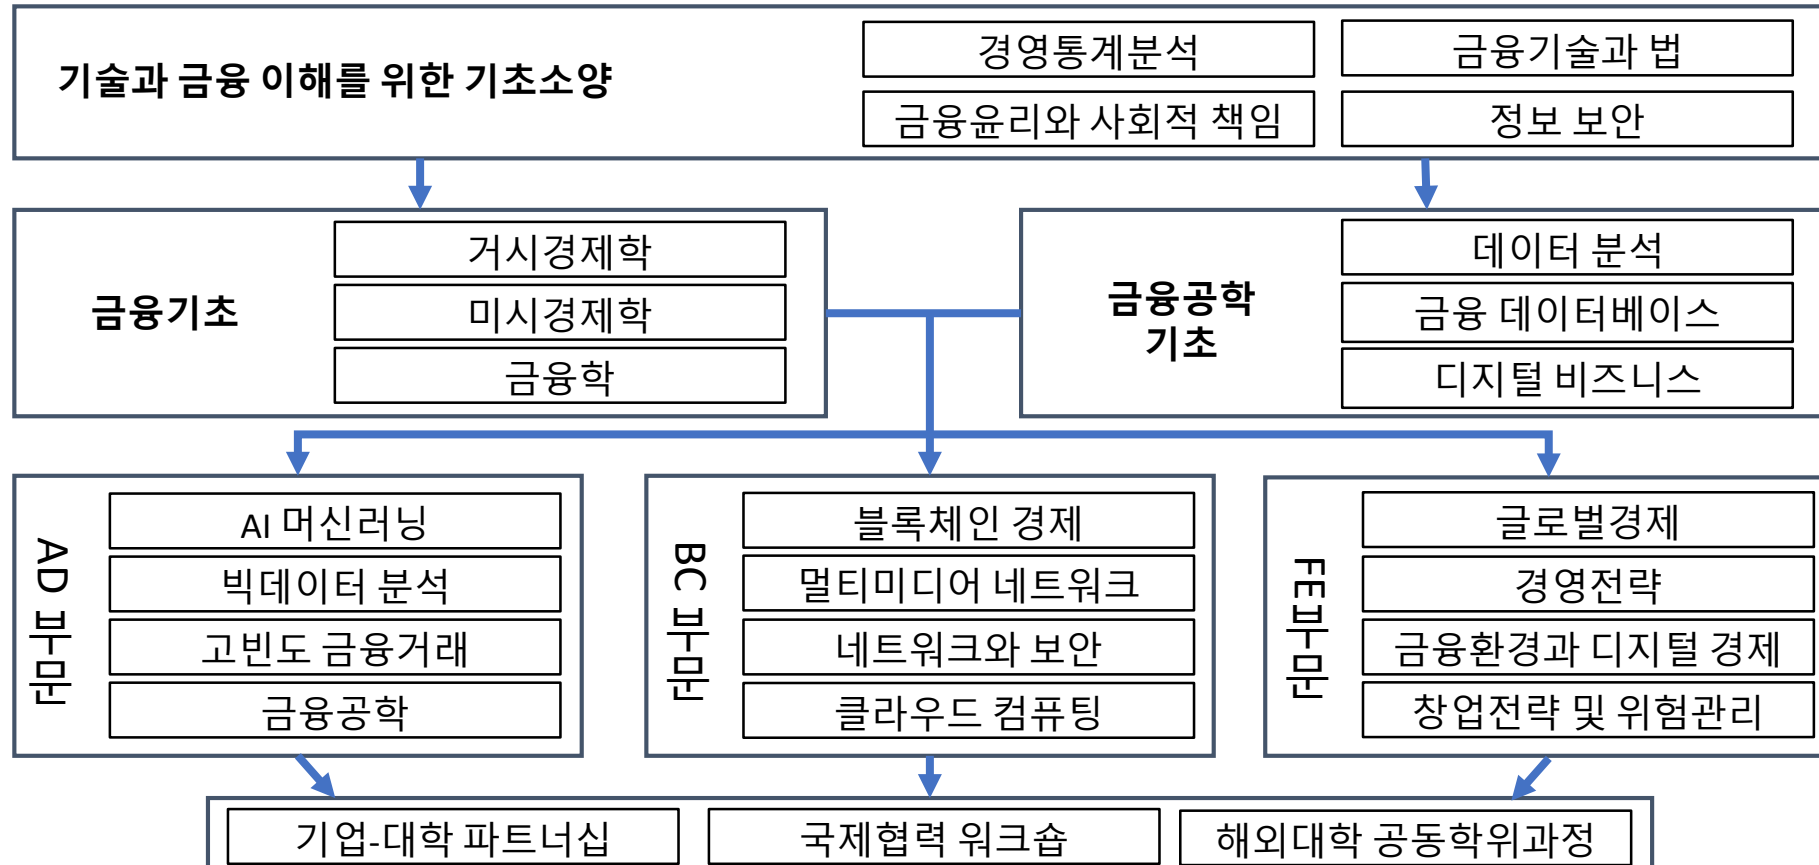 기술과 금융 이해를 위한 기초소양
경영통계분석
금융기술과 법
금융윤리와 사회적 책임
정보 보안
금융기초
거시경제학
미시경제학
금융학
금융공학
기초
데이터 분석
금융 데이터베이스
디지털 비즈니스
AD 부문
AI 머신러닝
빅데이터 분석
고빈도 금융거래
금융공학
BC 부문
블록체인 경제
멀티미디어 네트워크
네트워크와 보안
클라우드 컴퓨팅
FE부문
글로벌경제
경영전략
금융환경과 디지털 경제
창업전략 및 위험관리
기업-대학 파트너십
국제협력 워크숍
해외대학 공동학위과정